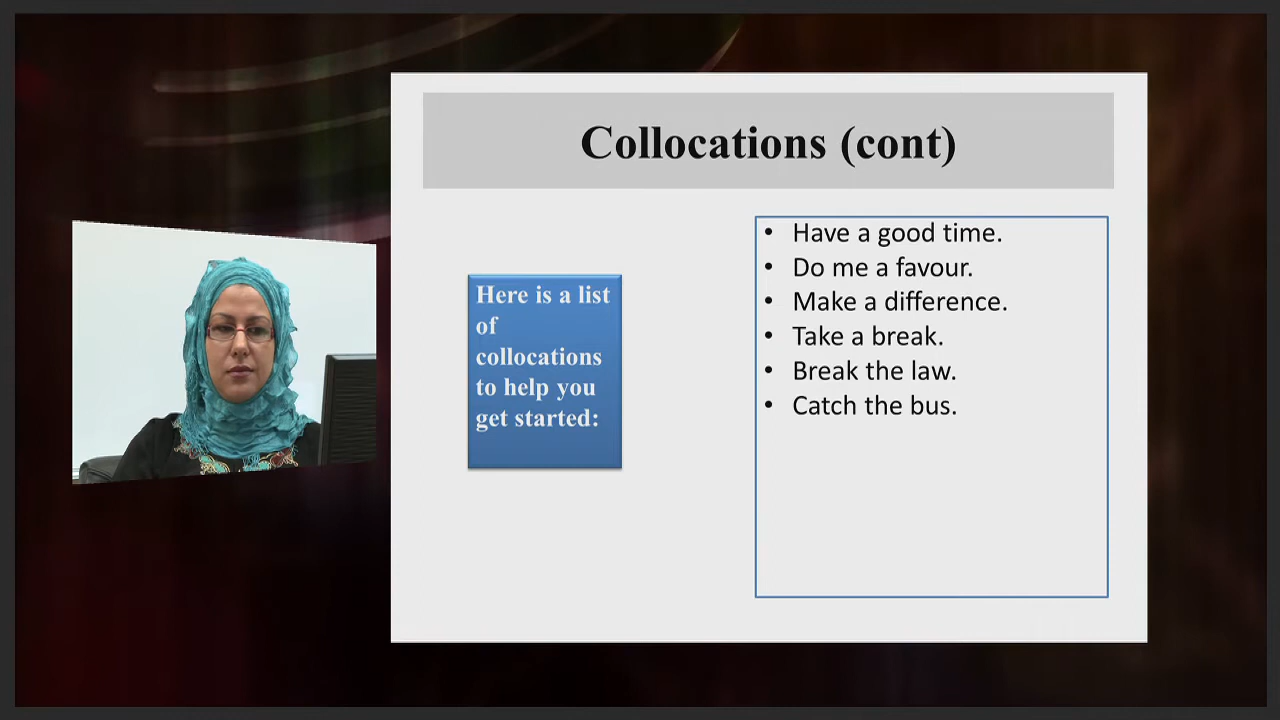 Collocations (cont)
Here is a list
of
collocations
to help you
get started:
• Have a good time.
• Do me a favour.
• Make a difference.
• Take a break.
• Break the law.
• Catch the bus.